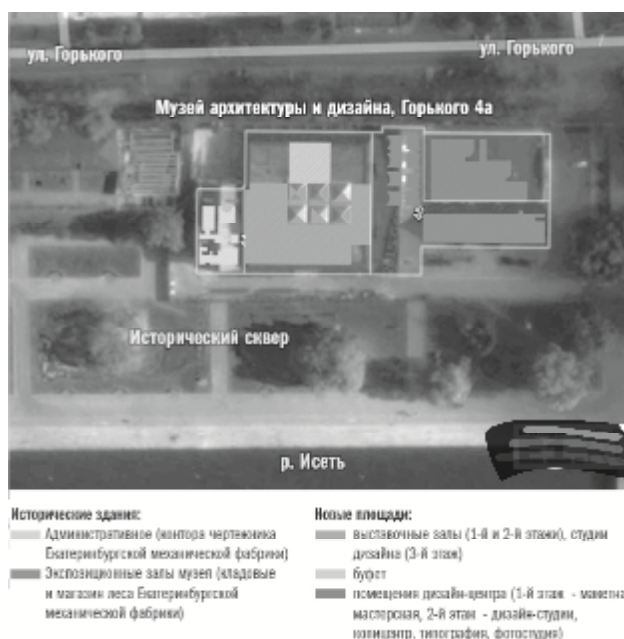 ул. Горького
ул. Горького
Музей архитектуры и дизайна, Горького 4а
Исторический сквер
р. Исеть
Исторические здания:
Административное (контора чертежника
Екатеринбургской механической фабрики)
Экспозиционные залы музея (кладовые
и магазин леса Екатеринбургской
механической фабрики)
Новые площади:
выставочные залы (1-й и 2-й этажи), студии
дизайна (3-й этаж)
буфет
помещения дизайн-центра (1-й этаж - макетна
мастерская, 2-й этаж - дизайн-студии,
копицентр, типография, фотостудия)